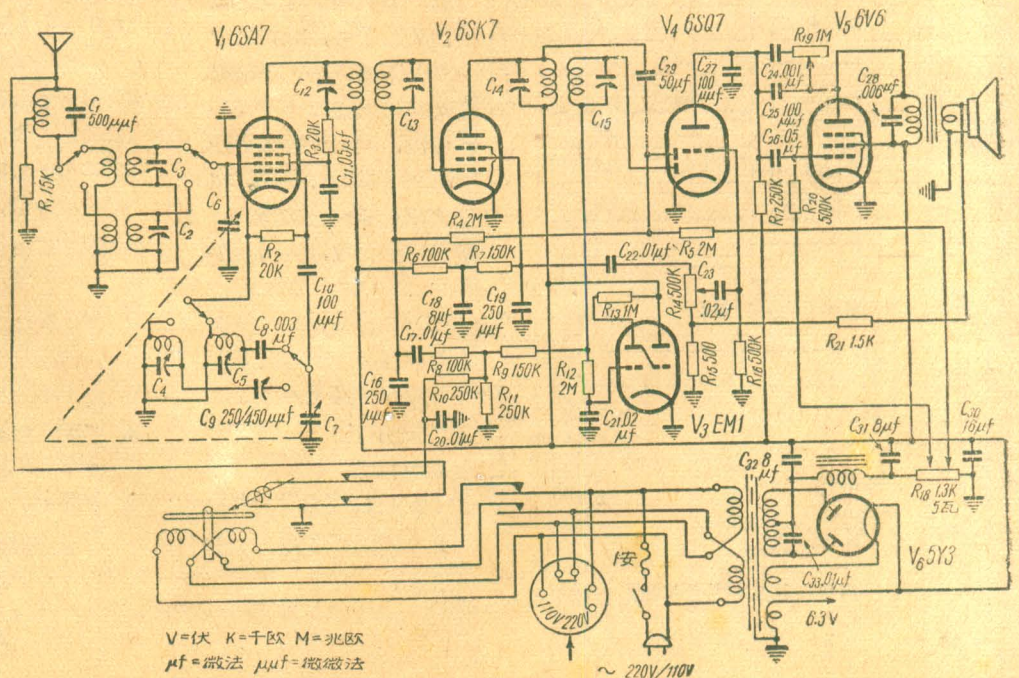 V₁ 6SA7
V₂ 6SK7
V₄ 6SQ7
V₅ 6V6
C₁
500μμf
R₁ 15K
C₃
C₂
C₆
C₁₂
R₃ 20K
C₁₁ .05μf
C₁₃
C₁₄
C₁₅
C₂₉
50μf
C₂₇
100
μμf
R₁₉ 1M
C₂₄ .001
μf
C₂₅ 100
μμf
C₂₆ .05
μf
C₂₈
.006μf
R₁₇ 250K
R₂₀
500K
R₂
20K
C₁₀
100
μμf
R₄ 2M
R₅ 2M
R₆ 100K
R₇ 150K
C₂₂ .01μf
C₁₈
8μf
C₁₉
250
μμf
C₁₇ .01μf
R₈ 100K
R₉ 150K
R₁₀ 250K
R₁₁
250K
C₁₆
250
μμf
C₂₀ .01μf
R₁₂
2M
R₁₃ 1M
C₂₁ .02
μf
R₁₄ 500K
C₂₃
.02μf
R₁₅ 500
R₁₆ 500K
V₃ EM1
R₂₁ 1.5K
C₄
C₅
C₈ .003
μf
C₉ 250/450μμf
C₇
C₃₁ 8μf
C₃₀
16μf
R₁₈ 1.3K
5瓦
C₃₂ 8
μf
C₃₃ .01μf
V₆ 5Y3
6.3V
1安
110V 220V
~ 220V/110V
V=伏 K=千欧 M=兆欧
μf=微法 μμf=微微法